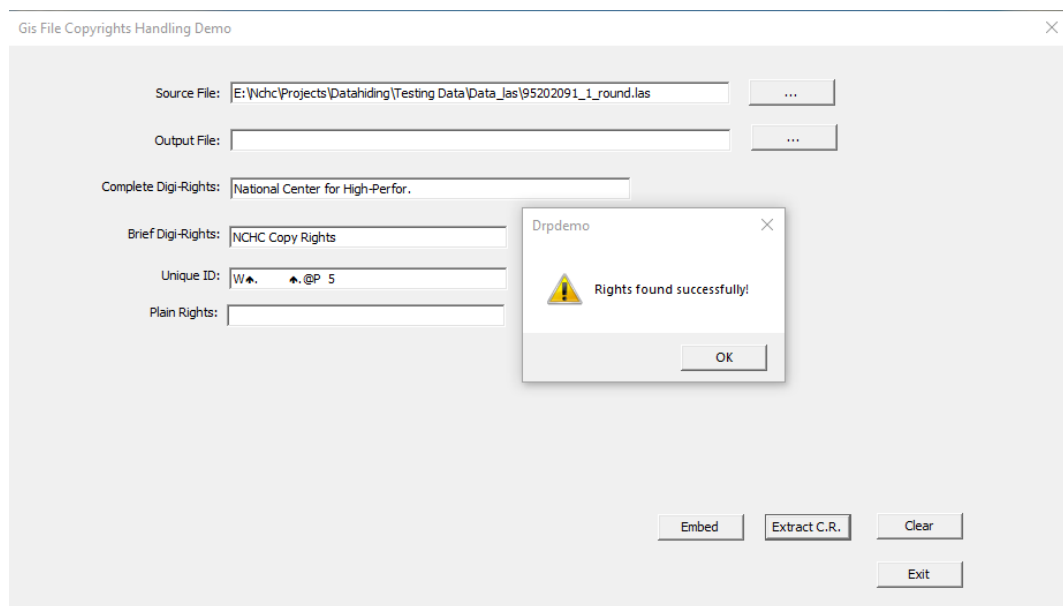 Gis File Copyrights Handling Demo
Source File: E:\Nchc\Projects\Datahiding\Testing Data\Data_las\95202091_1_round.las ...
Output File: ...
Complete Digi-Rights: National Center for High-Perfor.
Brief Digi-Rights: NCHC Copy Rights
Unique ID: W♠. ♠.@P 5
Plain Rights:
Drpdemo
Rights found successfully!
OK
Embed Extract C.R. Clear
Exit